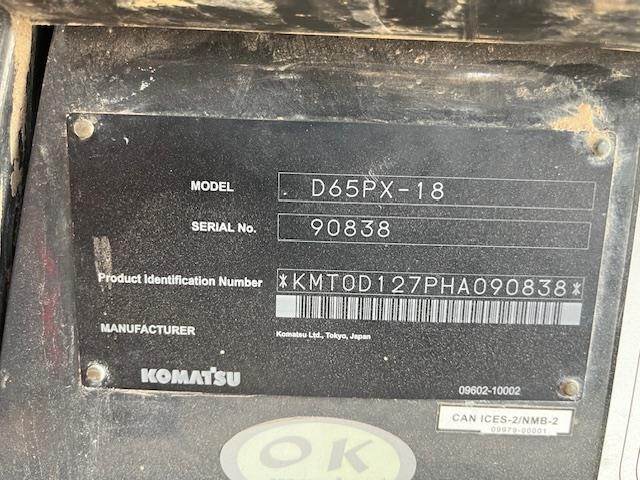 MODEL D65PX-18
SERIAL No. 90838
Product Identification Number *KMT0D127PHA090838*
MANUFACTURER Komatsu Ltd., Tokyo, Japan
KOMATSU 09602-10002
CAN ICES-2/NMB-2
09979-00001
OK